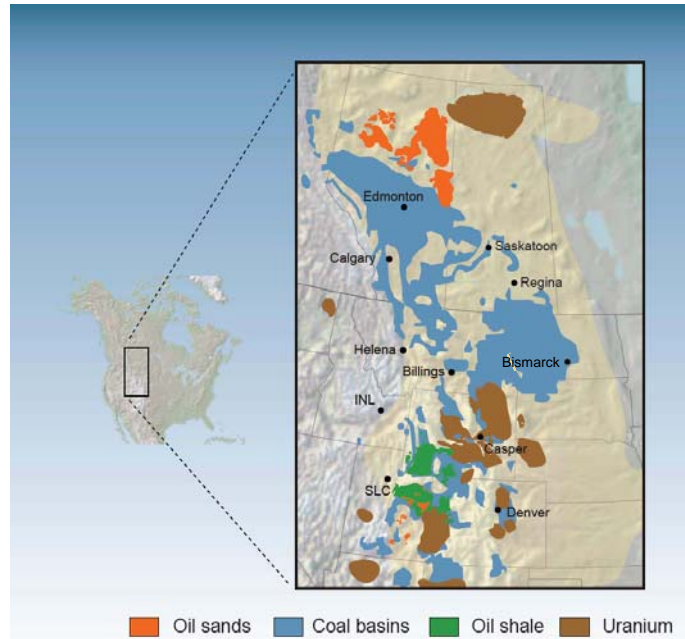 Edmonton
Saskatoon
Calgary
Regina
Helena
Bismarck
Billings
INL
Casper
SLC
Denver
Oil sands
Coal basins
Oil shale
Uranium